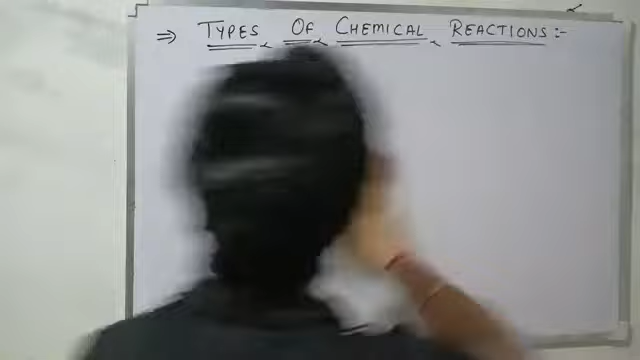 ⇒ TYPES OF CHEMICAL REACTIONS :-